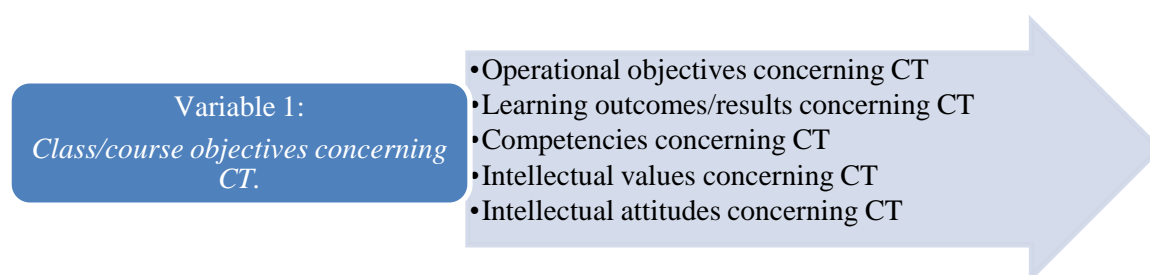 Variable 1:
Class/course objectives concerning
CT.
•Operational objectives concerning CT
•Learning outcomes/results concerning CT
•Competencies concerning CT
•Intellectual values concerning CT
•Intellectual attitudes concerning CT